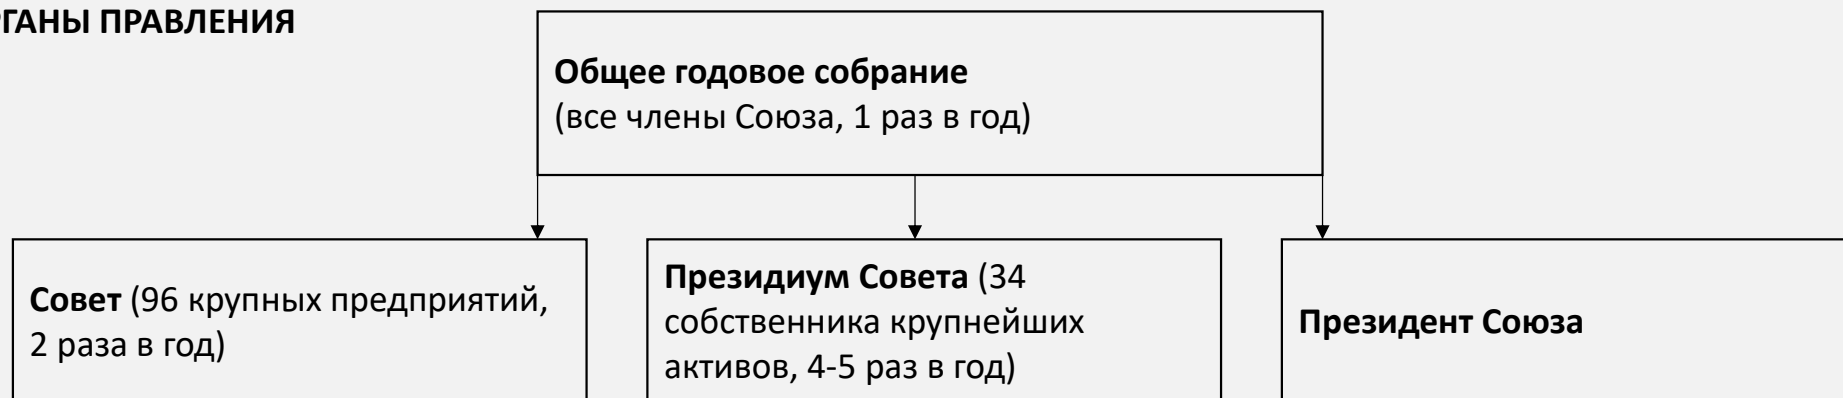 РГАНЫ ПРАВЛЕНИЯ
Общее годовое собрание
(все члены Союза, 1 раз в год)
Совет (96 крупных предприятий,
2 раза в год)
Президиум Совета (34
собственника крупнейших
активов, 4-5 раз в год)
Президент Союза